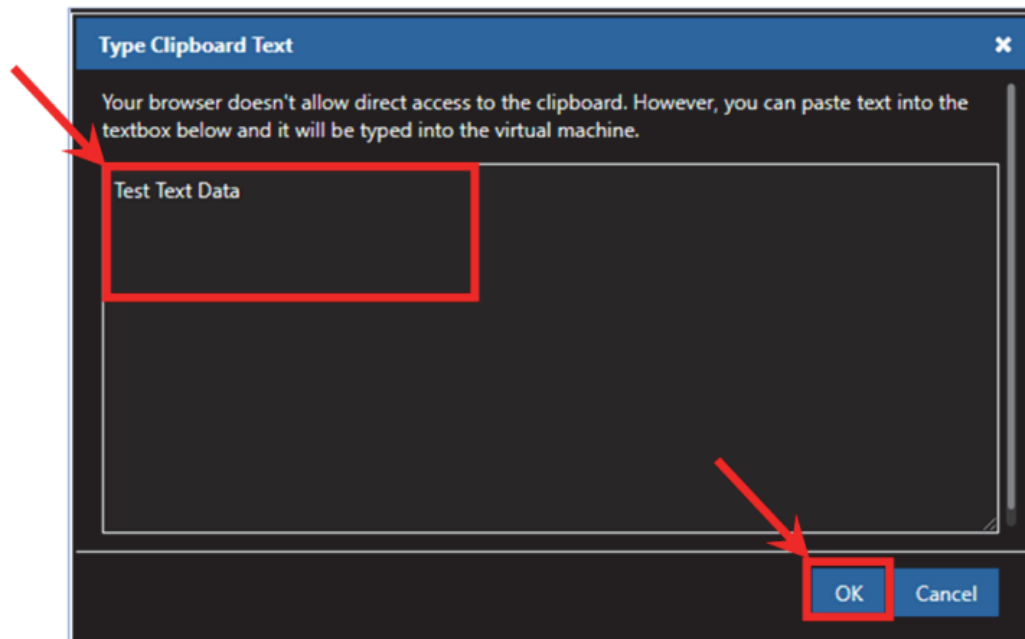 Type Clipboard Text
Your browser doesn't allow direct access to the clipboard. However, you can paste text into the
textbox below and it will be typed into the virtual machine.
Test Text Data
OK
Cancel